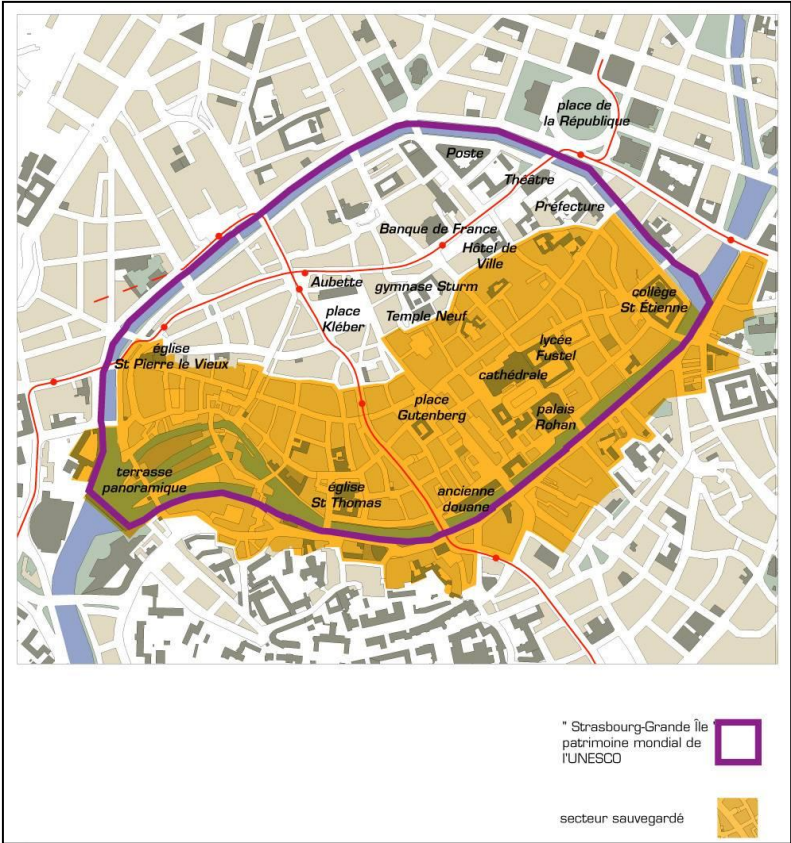 place de
la République
Poste
Théâtre
Préfecture
Banque de France
Hôtel de
Ville
Aubette
gymnase Sturm
collège
St Étienne
place
Kléber
Temple Neuf
lycée
Fustel
église
St Pierre le Vieux
cathédrale
place
Gutenberg
palais
Rohan
terrasse
panoramique
église
St Thomas
ancienne
douane
" Strasbourg-Grande Île "
patrimoine mondial de
l'UNESCO
secteur sauvegardé